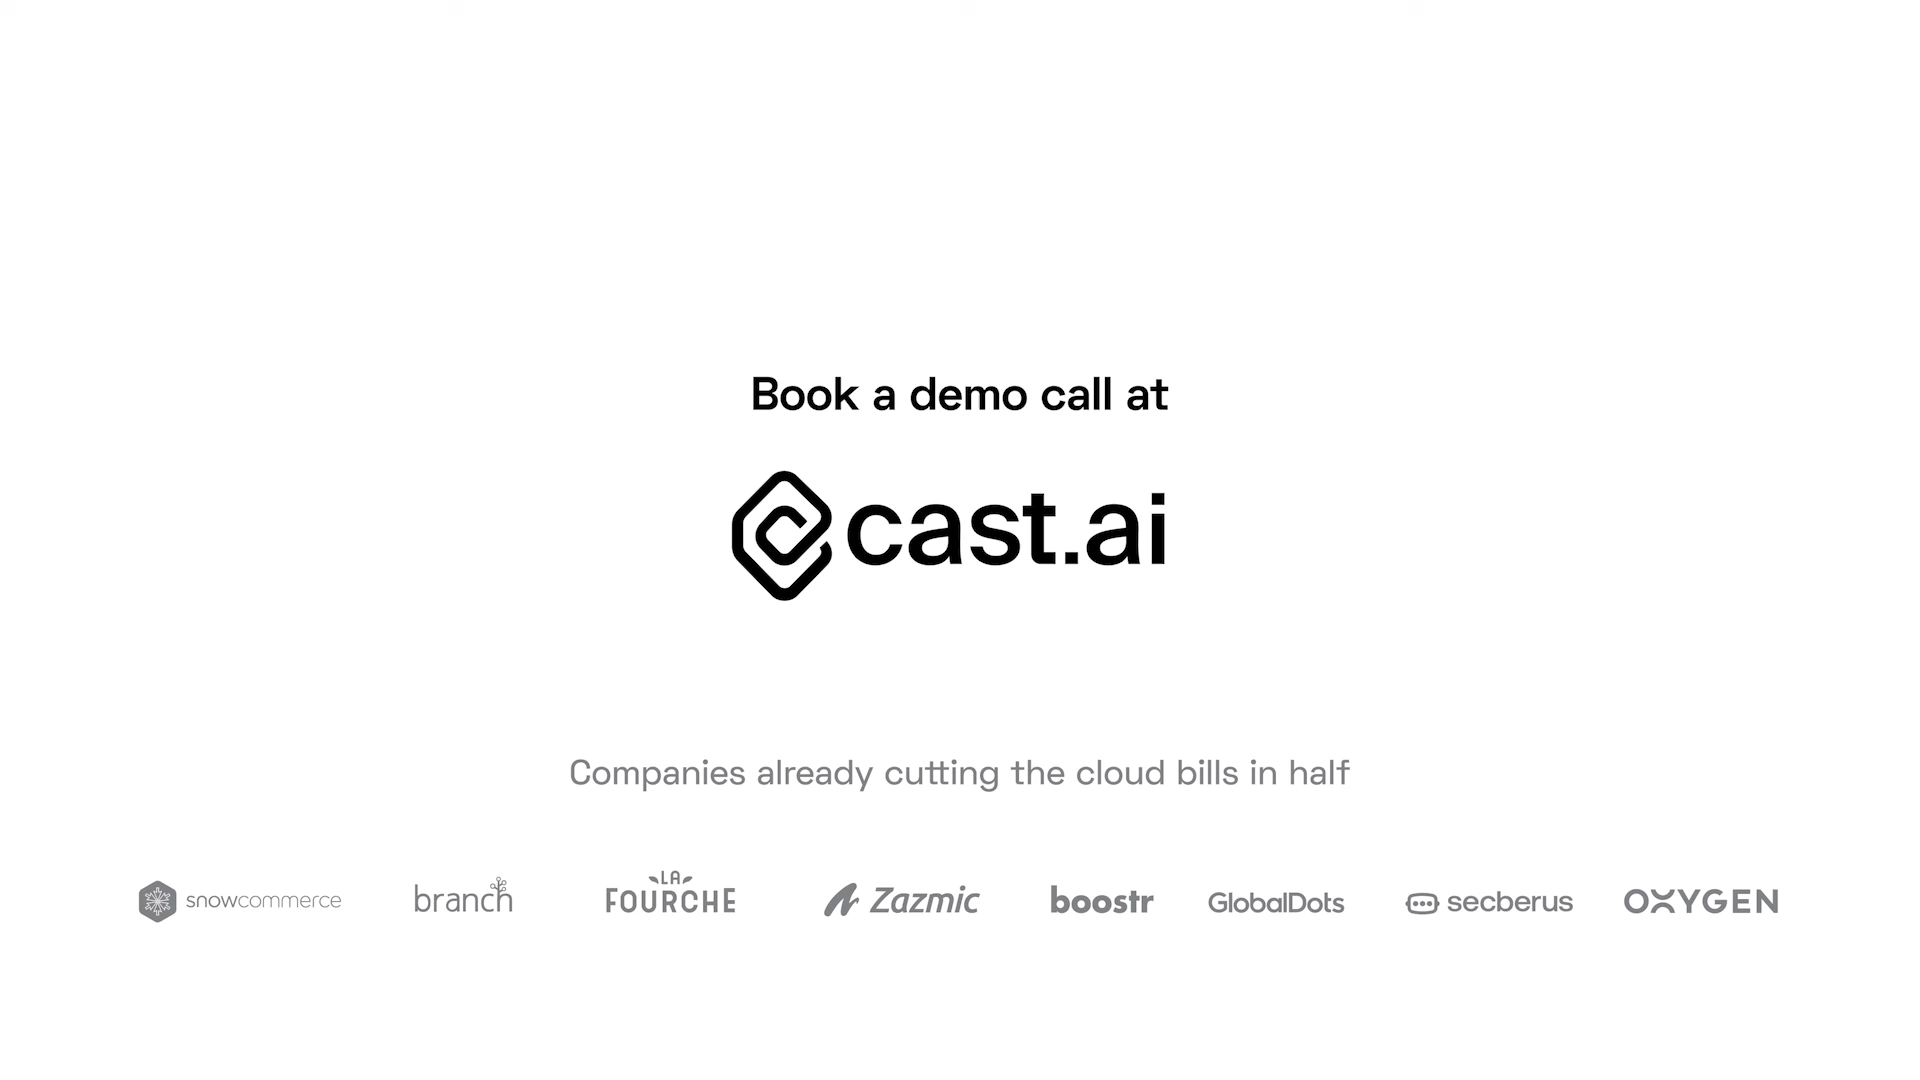 Book a demo call at
cast.ai
Companies already cutting the cloud bills in half
snowcommerce branch LA FOURCHE Zazmic boostr GlobalDots secberus OXYGEN